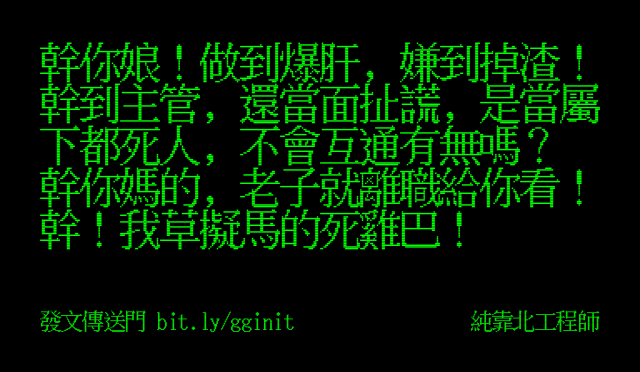 幹你娘！做到爆肝，嫌到掉渣！
幹到主管，還當面扯謊，是當屬
下都死人，不會互通有無嗎？
幹你媽的，老子就離職給你看！
幹！我草擬馬的死雞巴！
發文傳送門 bit.ly/gginit
純靠北工程師